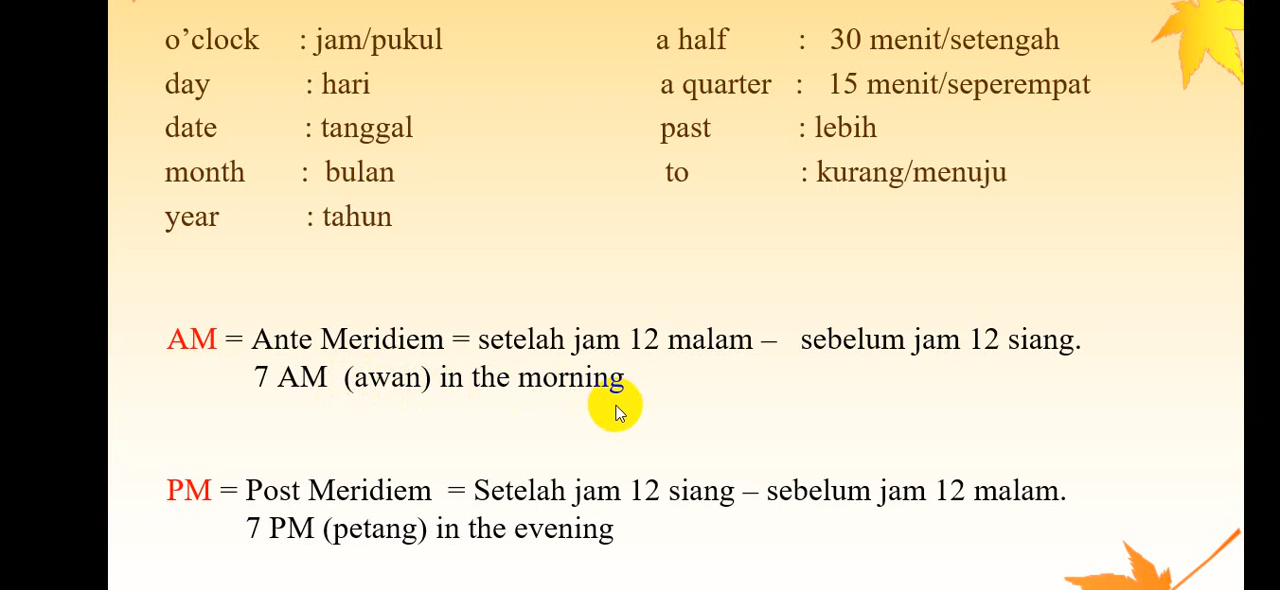 o’clock : jam/pukul a half : 30 menit/setengah
day : hari a quarter : 15 menit/seperempat
date : tanggal past : lebih
month : bulan to : kurang/menuju
year : tahun
AM = Ante Meridiem = setelah jam 12 malam – sebelum jam 12 siang.
7 AM (awan) in the morning
PM = Post Meridiem = Setelah jam 12 siang – sebelum jam 12 malam.
7 PM (petang) in the evening